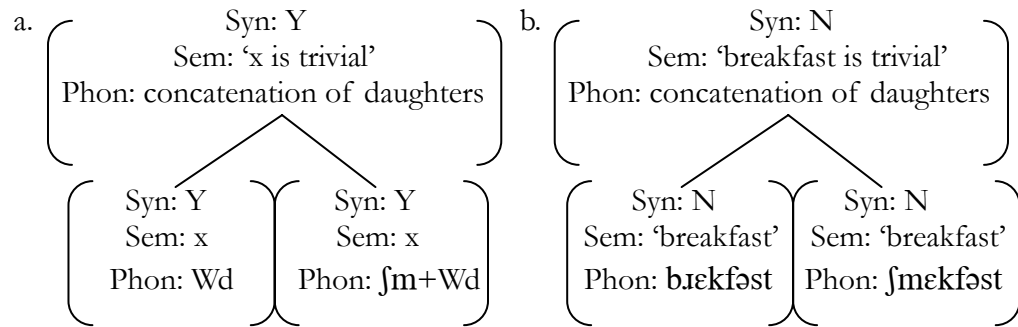 a. Syn: Y
Sem: ‘x is trivial’
Phon: concatenation of daughters
Syn: Y
Sem: x
Phon: Wd
Syn: Y
Sem: x
Phon: ʃm+Wd
b. Syn: N
Sem: ‘breakfast is trivial’
Phon: concatenation of daughters
Syn: N
Sem: ‘breakfast’
Phon: bɹɛkfəst
Syn: N
Sem: ‘breakfast’
Phon: ʃmɛkfəst